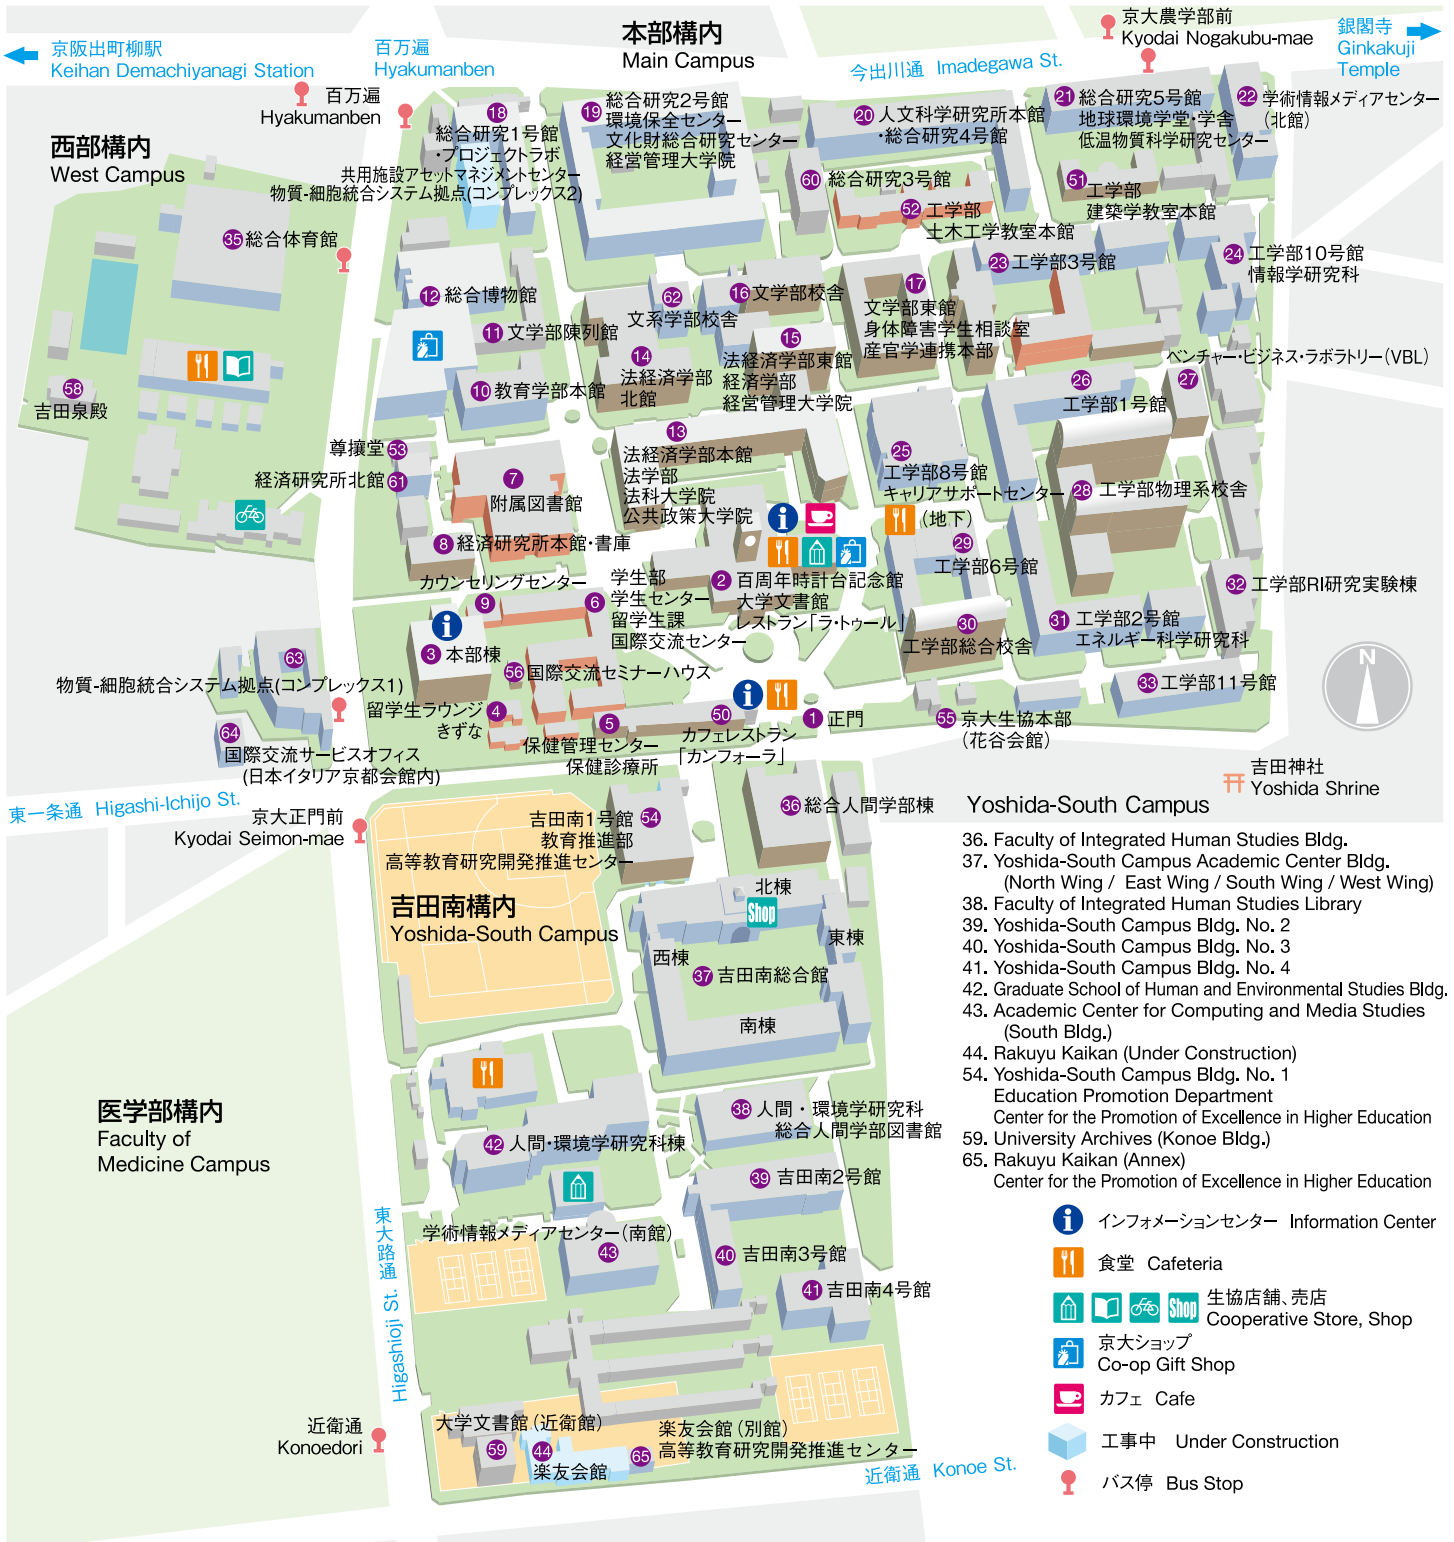 本部構内
Main Campus
京大農学部前
Kyodai Nogakubu-mae
銀閣寺
Ginkakuji
Temple
京阪出町柳駅
Keihan Demachiyanagi Station
百万遍
Hyakumanben
今出川通 Imadegawa St.
百万遍
Hyakumanben
西部構内
West Campus
18
総合研究1号館
・プロジェクトラボ
共用施設アセットマネジメントセンター
物質-細胞統合システム拠点(コンプレックス2)
19 総合研究2号館
環境保全センター
文化財総合研究センター
経営管理大学院
20 人文科学研究所本館
・総合研究4号館
21 総合研究5号館
地球環境学堂・学舎
低温物質科学研究センター
22 学術情報メディアセンター
(北館)
60 総合研究3号館
51 工学部
建築学教室本館
52 工学部
土木工学教室本館
35 総合体育館
23 工学部3号館
24 工学部10号館
情報学研究科
12 総合博物館
62
文系学部校舎
16 文学部校舎
17
文学部東館
身体障害学生相談室
産官学連携本部
11 文学部陳列館
15
法経済学部東館
経済学部
経営管理大学院
14
法経済学部
北館
ベンチャー・ビジネス・ラボラトリー(VBL)
27
26
工学部1号館
58
吉田泉殿
10 教育学部本館
13
法経済学部本館
法学部
法科大学院
公共政策大学院
尊攘堂 53
経済研究所北館 61
7
附属図書館
25
工学部8号館
キャリアサポートセンター
(地下)
28 工学部物理系校舎
8 経済研究所本館・書庫
29
工学部6号館
カウンセリングセンター
9
6
学生部
学生センター
留学生課
国際交流センター
2 百周年時計台記念館
大学文書館
レストラン「ラ・トゥール」
32 工学部RI研究実験棟
30
工学部総合校舎
31 工学部2号館
エネルギー科学研究科
3 本部棟
63
物質-細胞統合システム拠点(コンプレックス1)
56 国際交流セミナーハウス
33 工学部11号館
N
4
留学生ラウンジ
きずな
5
保健管理センター
保健診療所
50
カフェレストラン
「カンフォーラ」
1 正門
55 京大生協本部
(花谷会館)
64
国際交流サービスオフィス
(日本イタリア京都会館内)
吉田神社
Yoshida Shrine
東一条通 Higashi-Ichijo St.
京大正門前
Kyodai Seimon-mae
54
吉田南1号館
教育推進部
高等教育研究開発推進センター
36 総合人間学部棟
吉田南構内
Yoshida-South Campus
北棟
Shop
東棟
西棟
37 吉田南総合館
南棟
Yoshida-South Campus
36. Faculty of Integrated Human Studies Bldg.
37. Yoshida-South Campus Academic Center Bldg.
(North Wing / East Wing / South Wing / West Wing)
38. Faculty of Integrated Human Studies Library
39. Yoshida-South Campus Bldg. No. 2
40. Yoshida-South Campus Bldg. No. 3
41. Yoshida-South Campus Bldg. No. 4
42. Graduate School of Human and Environmental Studies Bldg.
43. Academic Center for Computing and Media Studies
(South Bldg.)
44. Rakuyu Kaikan (Under Construction)
54. Yoshida-South Campus Bldg. No. 1
Education Promotion Department
Center for the Promotion of Excellence in Higher Education
59. University Archives (Konoe Bldg.)
65. Rakuyu Kaikan (Annex)
Center for the Promotion of Excellence in Higher Education
医学部構内
Faculty of
Medicine Campus
38 人間・環境学研究科
総合人間学部図書館
42 人間・環境学研究科棟
39 吉田南2号館
東大路通 Higashioji St.
学術情報メディアセンター(南館)
43
40 吉田南3号館
41 吉田南4号館
近衛通
Konoedori
大学文書館(近衛館)
59
44
楽友会館
65
楽友会館(別館)
高等教育研究開発推進センター
近衛通 Konoe St.
インフォメーションセンター Information Center
食堂 Cafeteria
Shop
生協店舗、売店
Cooperative Store, Shop
京大ショップ
Co-op Gift Shop
カフェ Cafe
工事中 Under Construction
バス停 Bus Stop